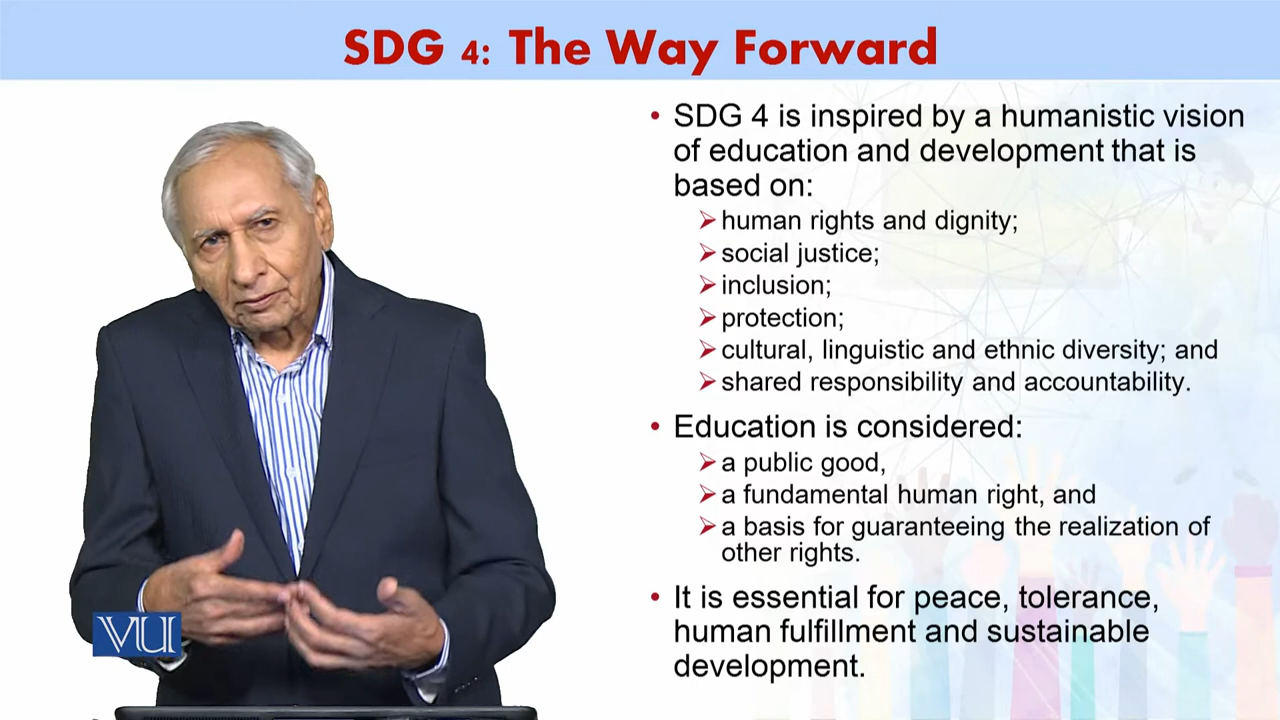 SDG 4: The Way Forward
• SDG 4 is inspired by a humanistic vision
of education and development that is
based on:
➢human rights and dignity;
➢social justice;
➢inclusion;
➢protection;
➢cultural, linguistic and ethnic diversity; and
➢shared responsibility and accountability.
• Education is considered:
➢a public good,
➢a fundamental human right, and
➢a basis for guaranteeing the realization of
other rights.
• It is essential for peace, tolerance,
human fulfillment and sustainable
development.
VU